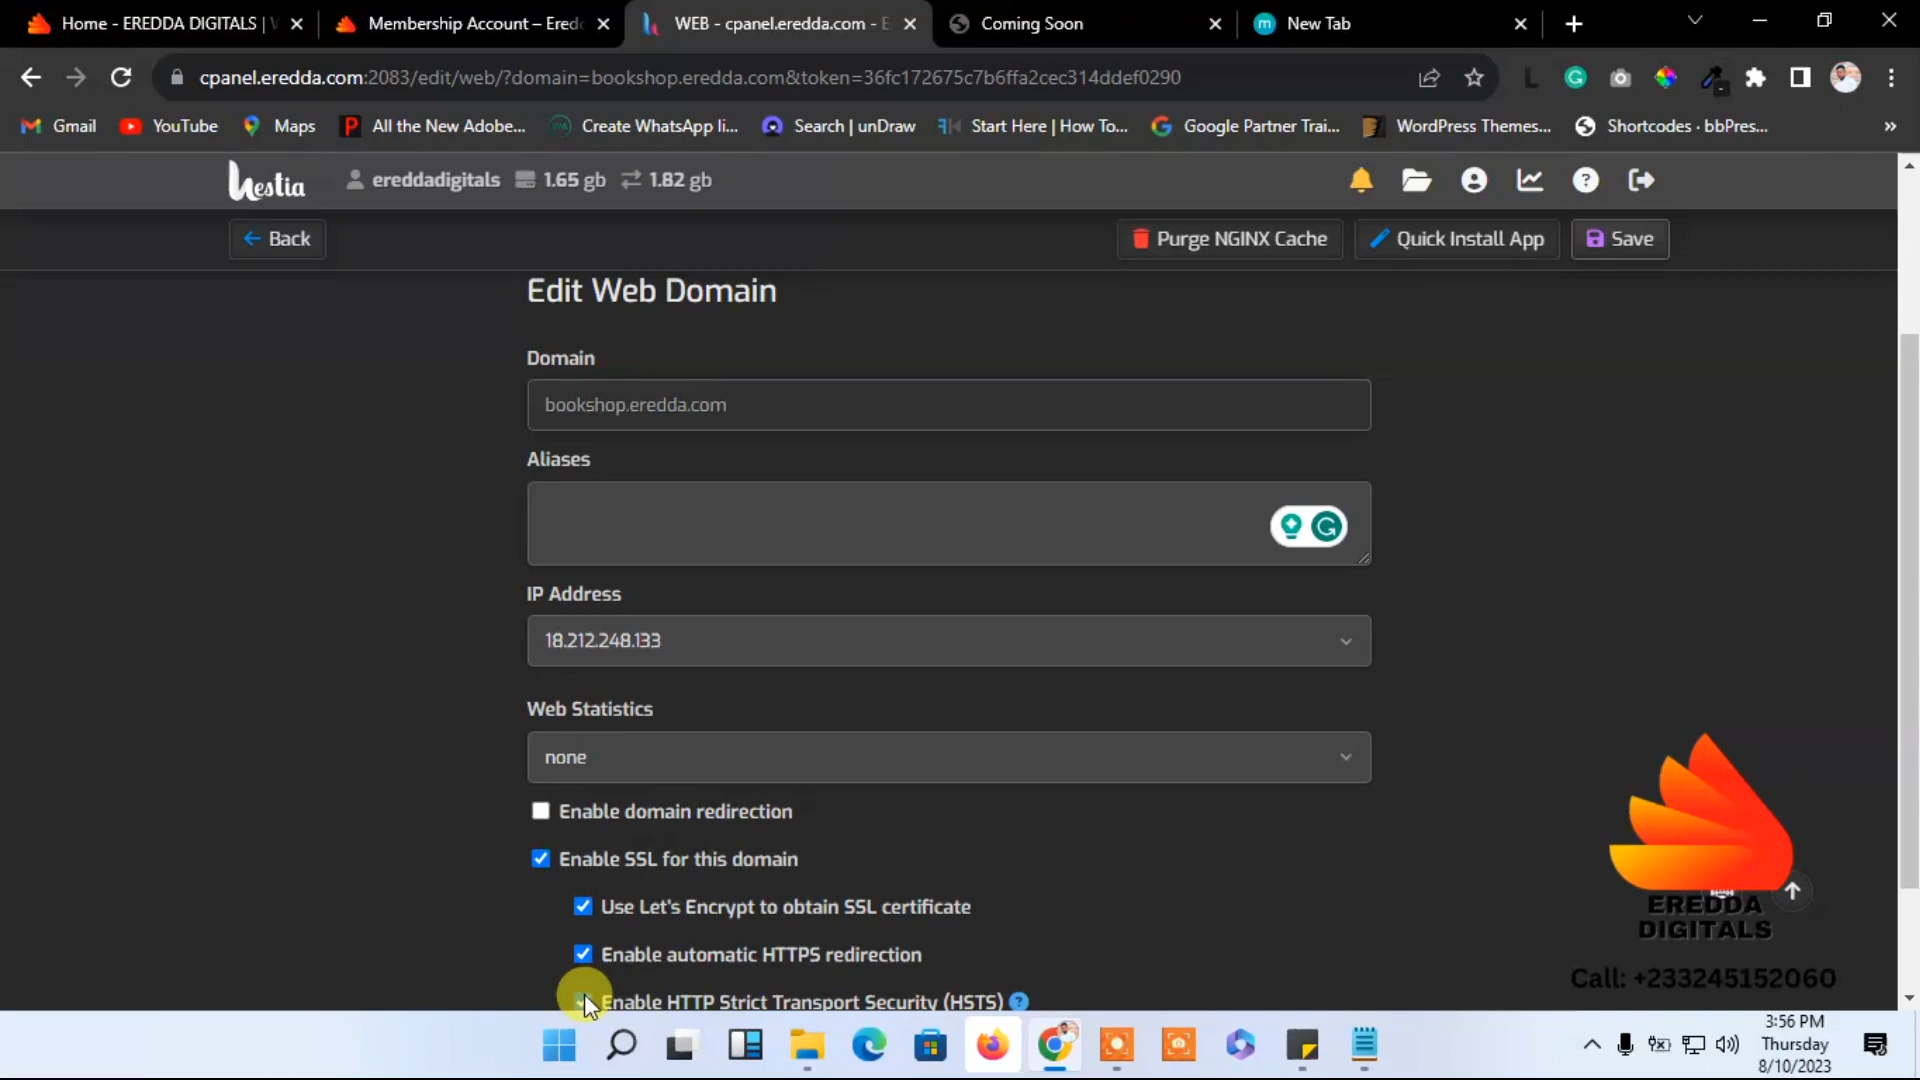 Home - EREDDA DIGITALS |
Membership Account – Eredd
WEB - cpanel.eredda.com - E
Coming Soon
New Tab
cpanel.eredda.com:2083/edit/web/?domain=bookshop.eredda.com&token=36fc172675c7b6ffa2cec314ddef0290
Gmail
YouTube
Maps
All the New Adobe...
Create WhatsApp li...
Search | unDraw
Start Here | How To...
Google Partner Trai...
WordPress Themes...
Shortcodes · bbPres...
»
hestia
ereddadigitals
1.65 gb
1.82 gb
Back
Purge NGINX Cache
Quick Install App
Save
Edit Web Domain
Domain
bookshop.eredda.com
Aliases
IP Address
18.212.248.133
Web Statistics
none
Enable domain redirection
Enable SSL for this domain
Use Let's Encrypt to obtain SSL certificate
Enable automatic HTTPS redirection
Enable HTTP Strict Transport Security (HSTS)
EREDDA
DIGITALS
Call: +233245152060
3:56 PM
Thursday
8/10/2023